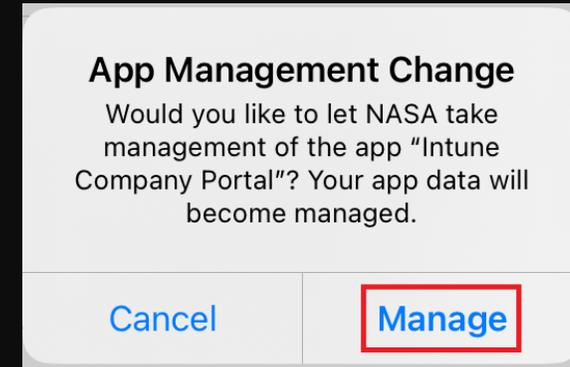 App Management Change
Would you like to let NASA take
management of the app “Intune
Company Portal”? Your app data will
become managed.
Cancel
Manage